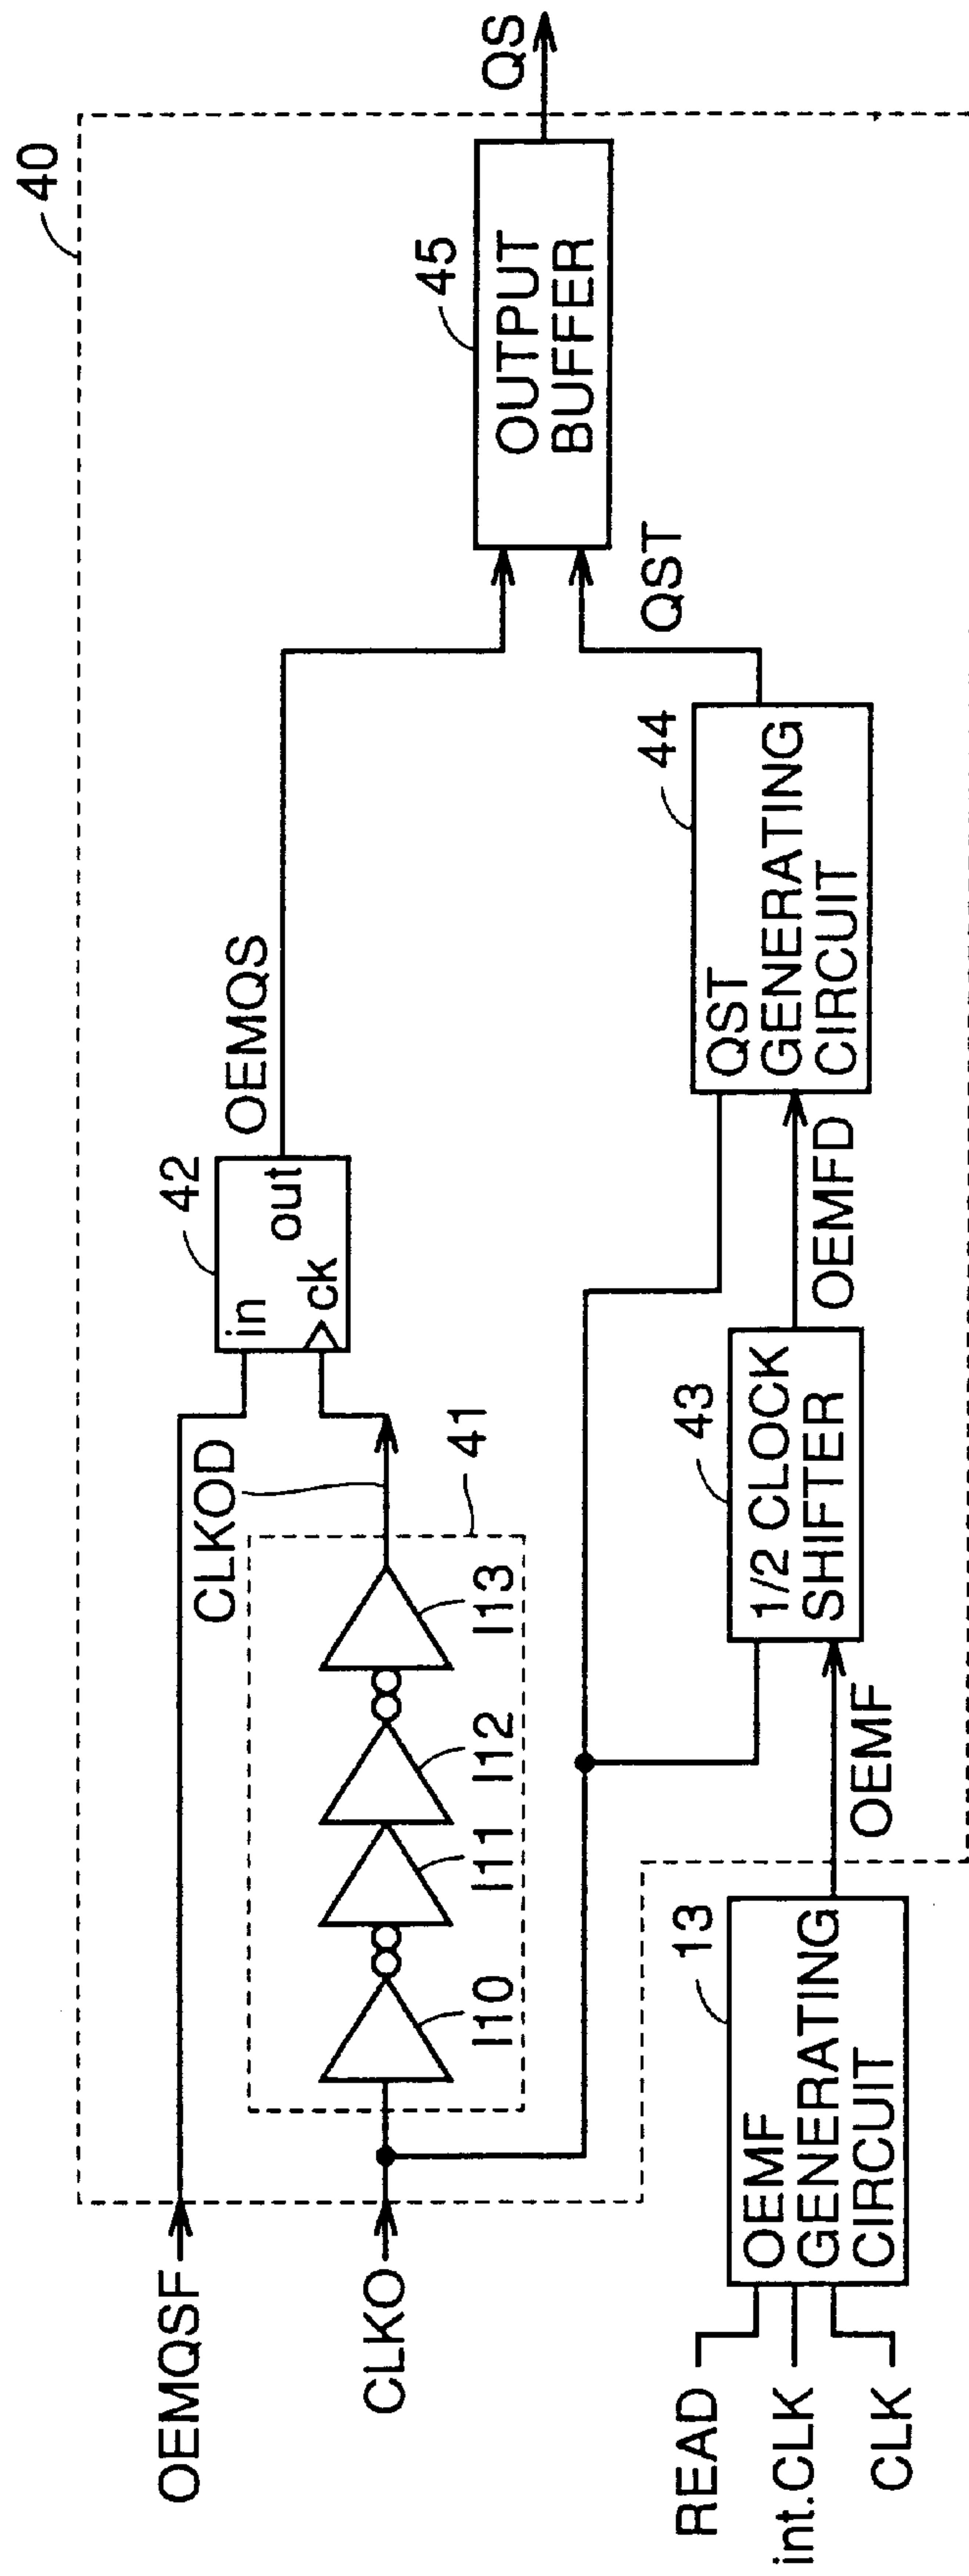 40
OEMQSF
CLKOD
42
in
out
ck
OEMQS
41
CLKO
I10
I11
I12
I13
45
OUTPUT
BUFFER
QS
QST
READ
int.CLK
CLK
13
OEMF
GENERATING
CIRCUIT
OEMF
43
1/2 CLOCK
SHIFTER
OEMFD
44
QST
GENERATING
CIRCUIT